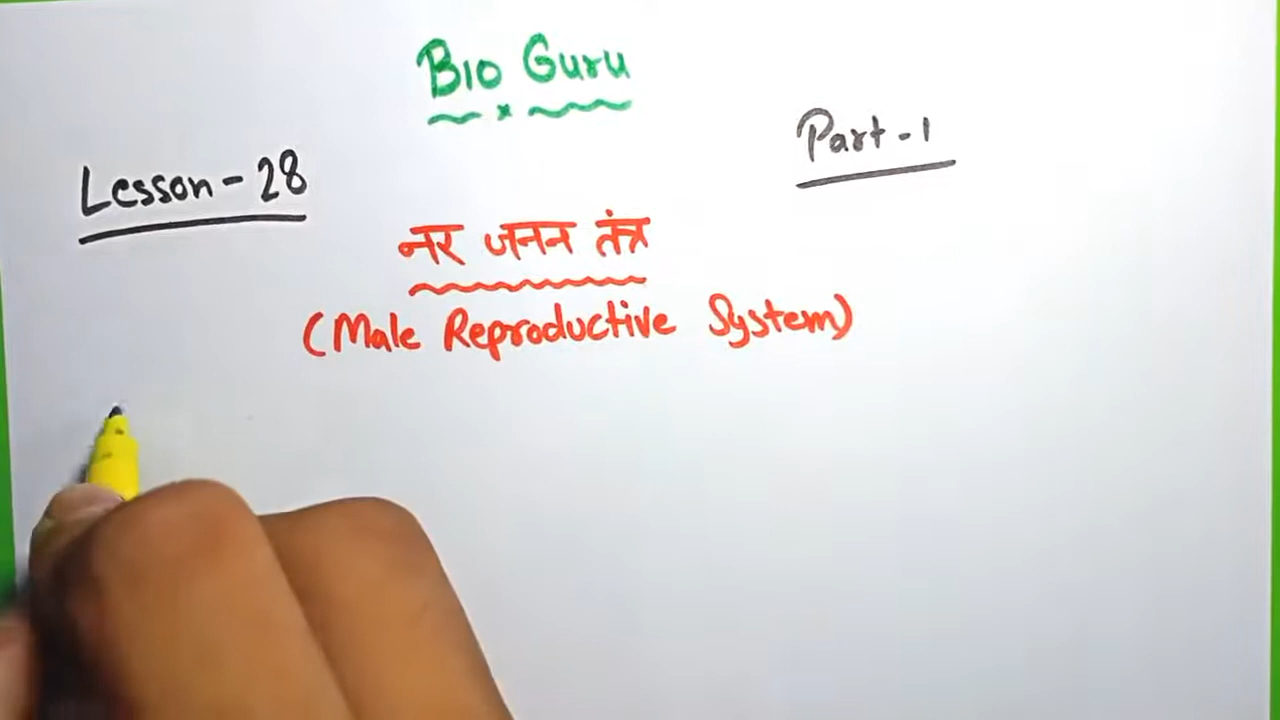 Bio Guru
Part-1
Lesson-28
नर जनन तंत्र
(Male Reproductive System)